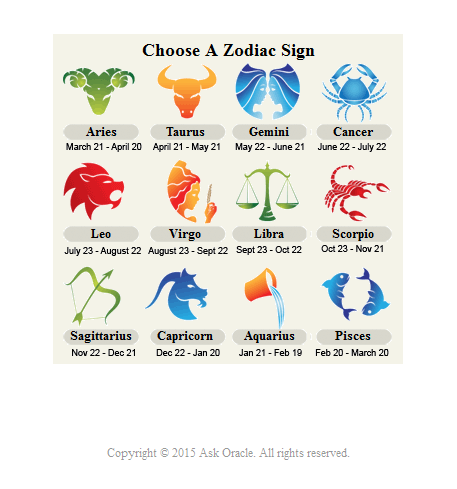 Choose A Zodiac Sign
Aries Taurus Gemini Cancer
March 21 - April 20 April 21 - May 21 May 22 - June 21 June 22 - July 22
Leo Virgo Libra Scorpio
July 23 - August 22 August 23 - Sept 22 Sept 23 - Oct 22 Oct 23 - Nov 21
Sagittarius Capricorn Aquarius Pisces
Nov 22 - Dec 21 Dec 22 - Jan 20 Jan 21 - Feb 19 Feb 20 - March 20
Copyright © 2015 Ask Oracle. All rights reserved.